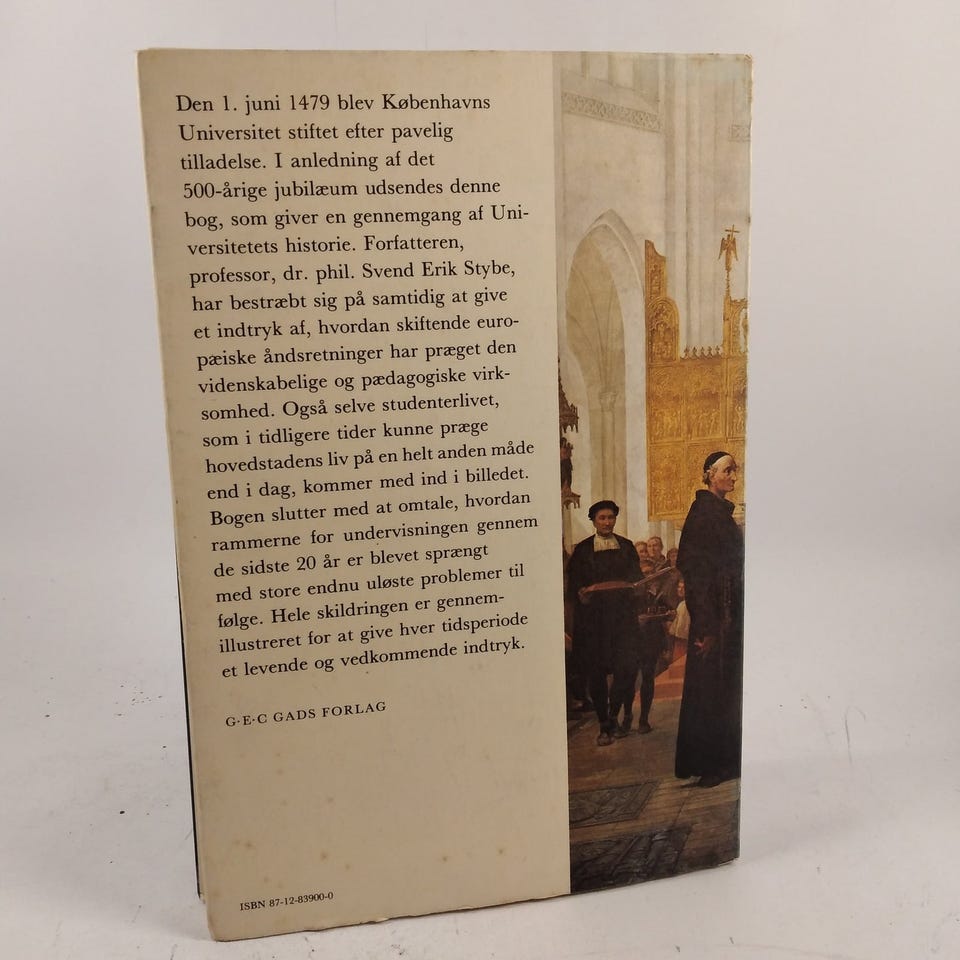 Den 1. juni 1479 blev Københavns
Universitet stiftet efter pavelig
tilladelse. I anledning af det
500-årige jubilæum udsendes denne
bog, som giver en gennemgang af Uni-
versitetets historie. Forfatteren,
professor, dr. phil. Svend Erik Stybe,
har bestræbt sig på samtidig at give
et indtryk af, hvordan skiftende euro-
pæiske åndsretninger har præget den
videnskabelige og pædagogiske virk-
somhed. Også selve studenterlivet,
som i tidligere tider kunne præge
hovedstadens liv på en helt anden måde
end i dag, kommer med ind i billedet.
Bogen slutter med at omtale, hvordan
rammerne for undervisningen gennem
de sidste 20 år er blevet sprængt
med store endnu uløste problemer til
følge. Hele skildringen er gennem-
illustreret for at give hver tidsperiode
et levende og vedkommende indtryk.
G·E·C GADS FORLAG
ISBN 87-12-83900-0